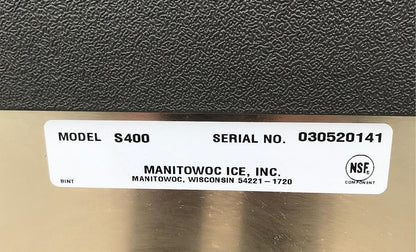 MODEL S400 SERIAL NO. 030520141
MANITOWOC ICE, INC.
MANITOWOC, WISCONSIN 54221-1720
NSF®
COMPONENT